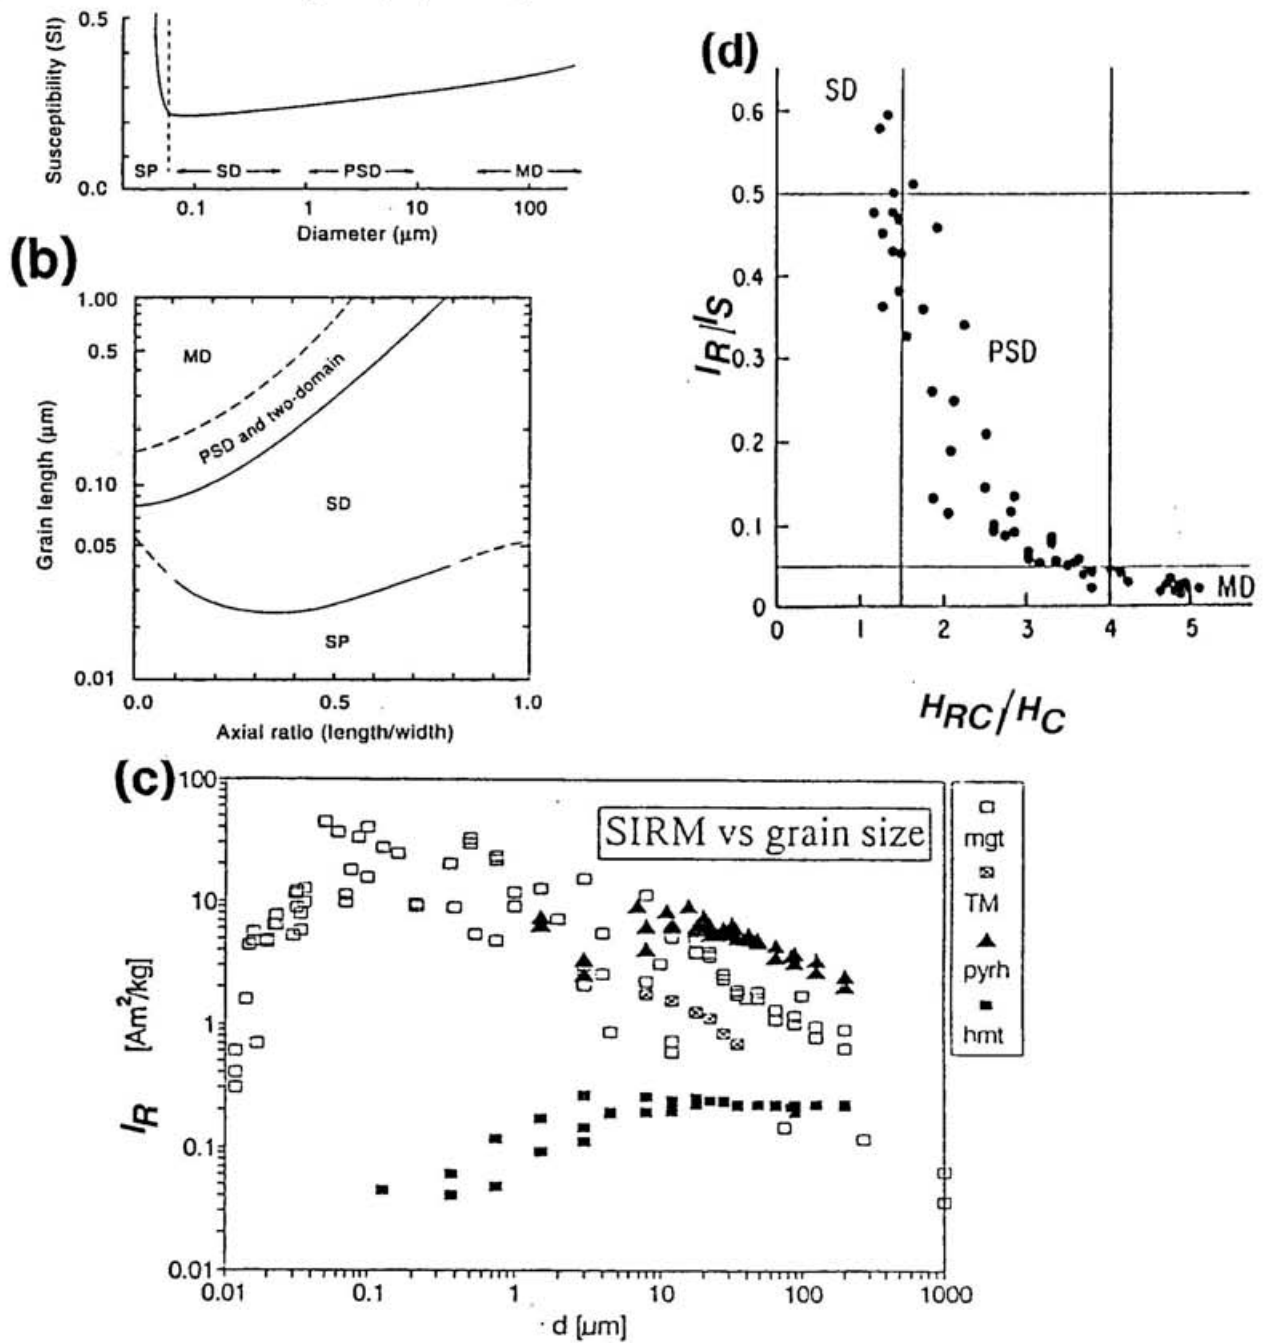 Susceptibility (SI)
0.5
0.0
SP
SD
PSD
MD
0.1
1
10
100
Diameter (μm)
(b)
Grain length (μm)
1.00
0.5
0.10
0.05
0.01
MD
PSD and two-domain
SD
SP
0.0
0.5
1.0
Axial ratio (length/width)
(d)
I_R/I_S
0.6
0.5
0.4
0.3
0.2
0.1
0
SD
PSD
MD
0
1
2
3
4
5
H_RC/H_C
(c)
SIRM vs grain size
I_R [Am²/kg]
100
10
1
0.1
0.01
0.01
0.1
1
10
100
1000
d [μm]
mgt
TM
pyrh
hmt